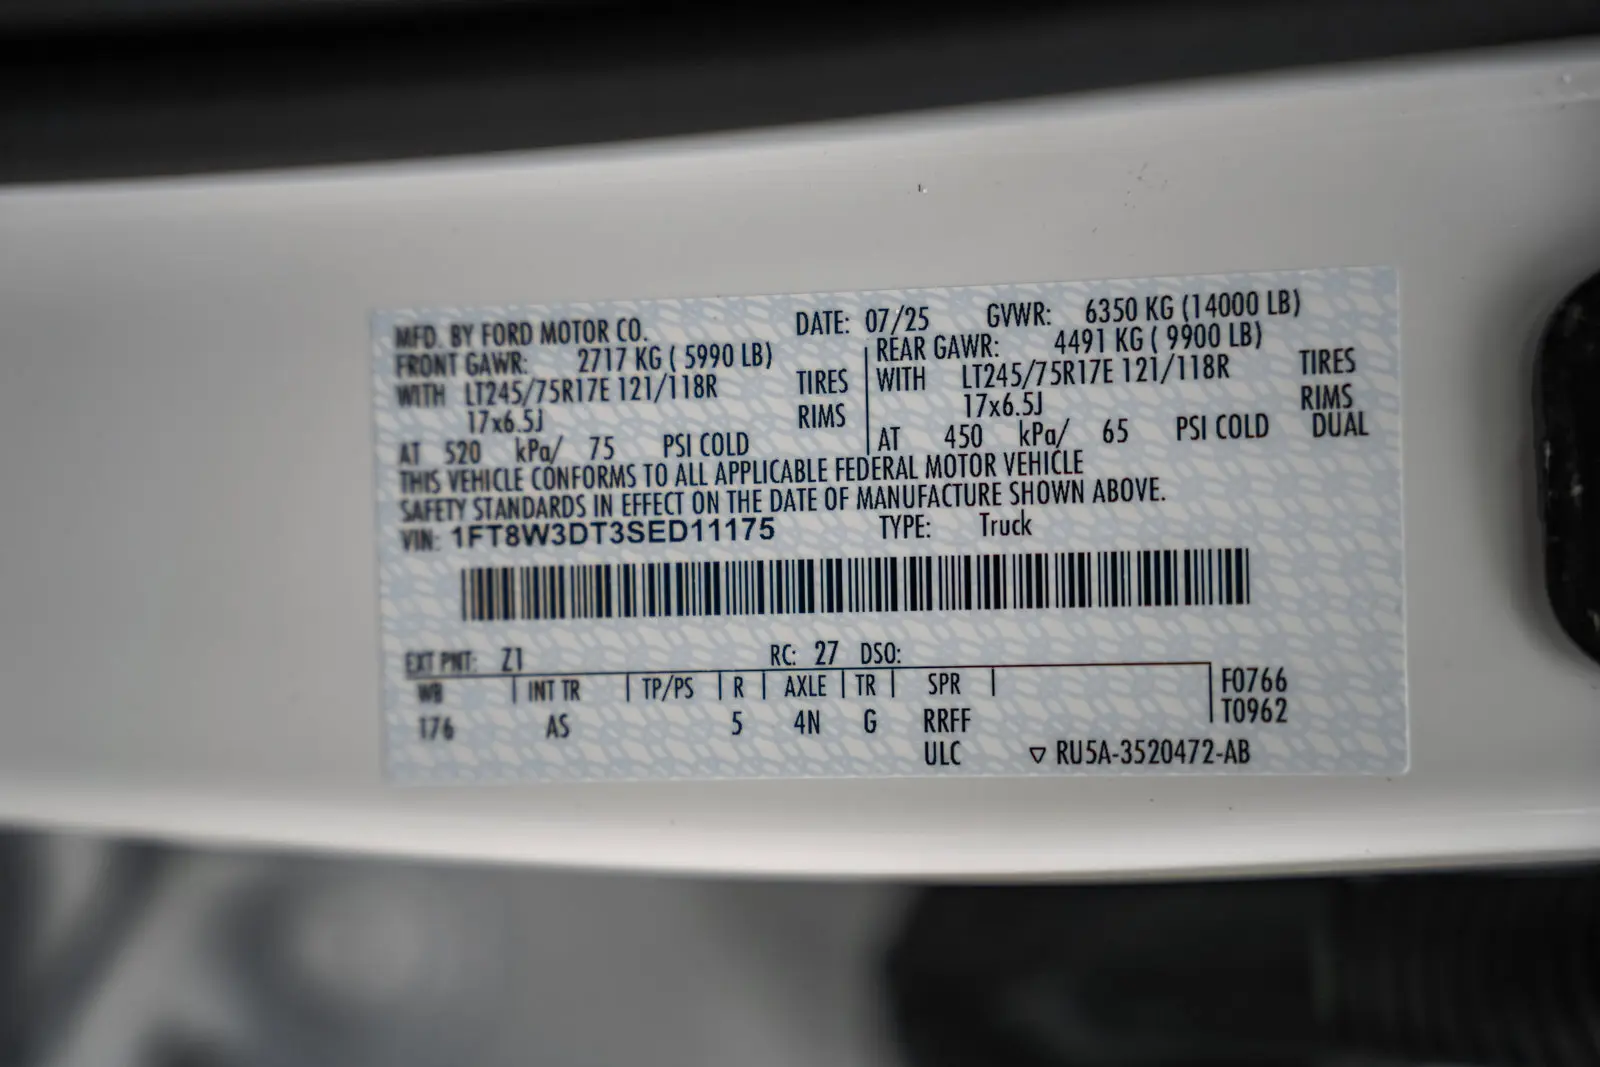 MFD. BY FORD MOTOR CO. DATE: 07/25 GVWR: 6350 KG (14000 LB)
FRONT GAWR: 2717 KG ( 5990 LB) REAR GAWR: 4491 KG ( 9900 LB)
WITH LT245/75R17E 121/118R TIRES WITH LT245/75R17E 121/118R TIRES
17x6.5J RIMS 17x6.5J RIMS
AT 520 kPa/ 75 PSI COLD AT 450 kPa/ 65 PSI COLD DUAL
THIS VEHICLE CONFORMS TO ALL APPLICABLE FEDERAL MOTOR VEHICLE
SAFETY STANDARDS IN EFFECT ON THE DATE OF MANUFACTURE SHOWN ABOVE.
VIN: 1FT8W3DT3SED11175 TYPE: Truck
EXT PNT: Z1 RC: 27 DSO:
WB INT TR TP/PS R AXLE TR SPR F0766
176 AS 5 4N G RRFF T0962
ULC ▽ RU5A-3520472-AB